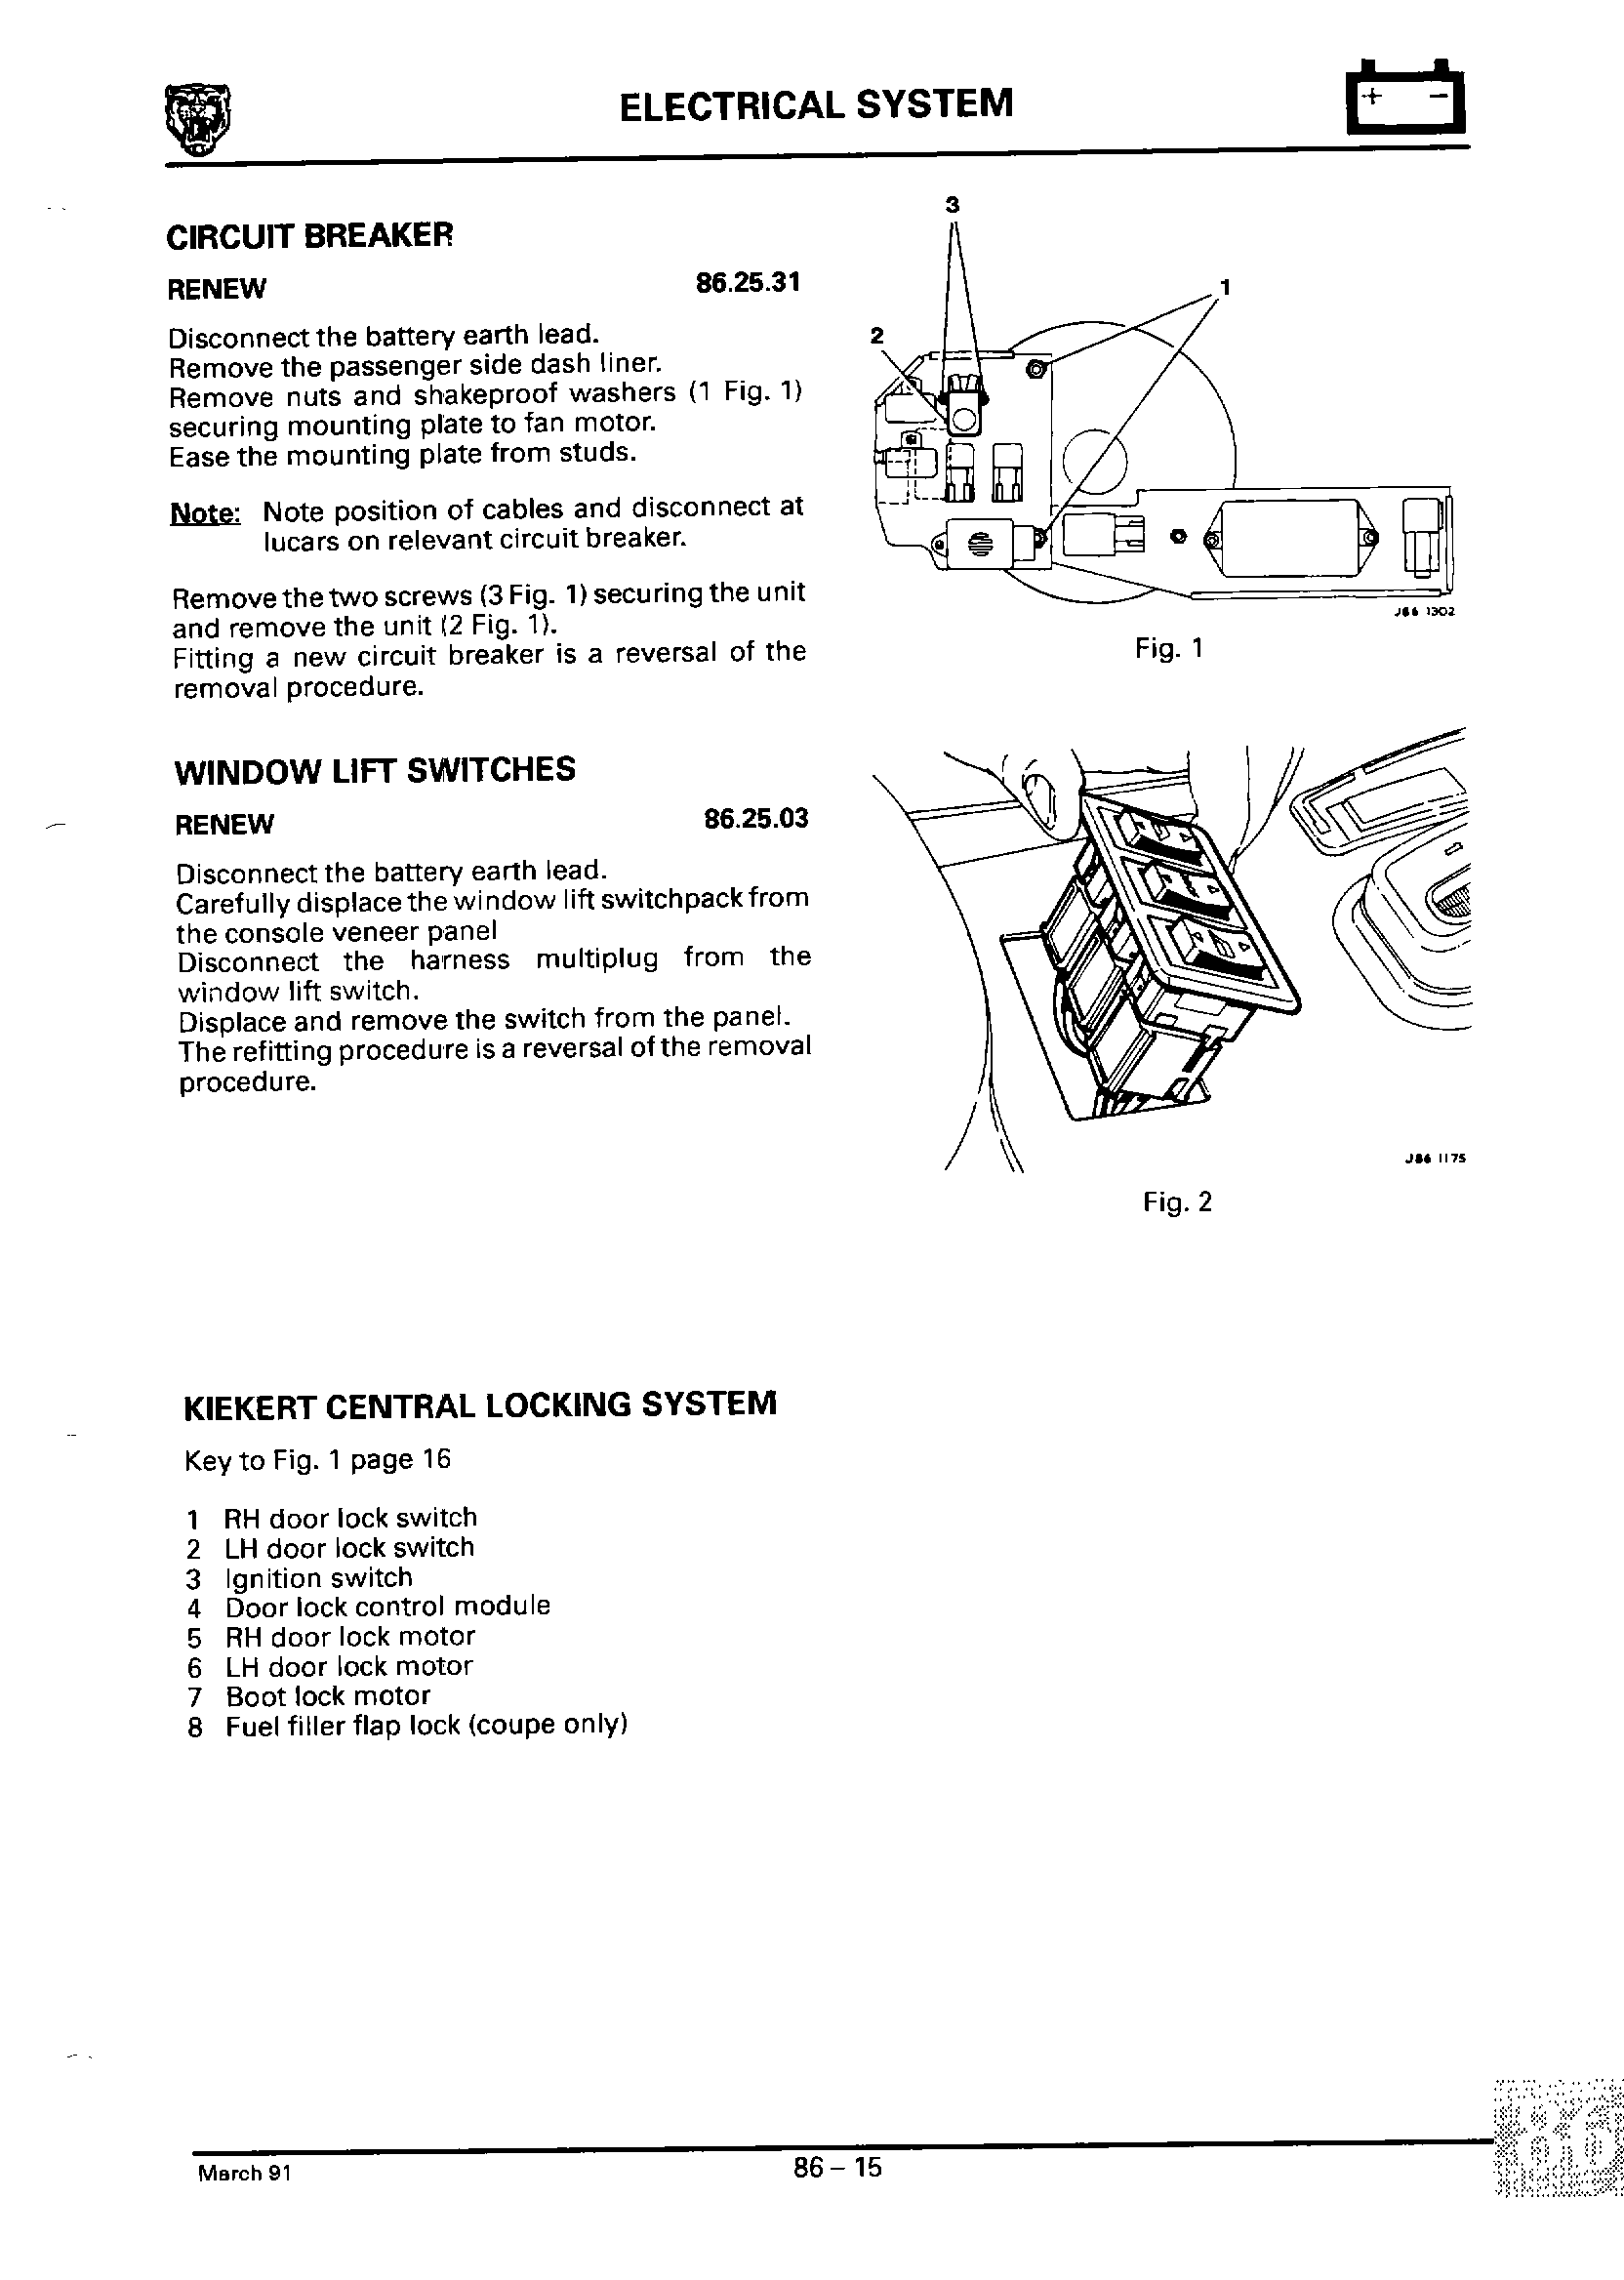 ELECTRICAL SYSTEM
+ −
CIRCUIT BREAKER
RENEW 86.25.31
Disconnect the battery earth lead.
Remove the passenger side dash liner.
Remove nuts and shakeproof washers (1 Fig. 1)
securing mounting plate to fan motor.
Ease the mounting plate from studs.
Note: Note position of cables and disconnect at
lucars on relevant circuit breaker.
Remove the two screws (3 Fig. 1) securing the unit
and remove the unit (2 Fig. 1).
Fitting a new circuit breaker is a reversal of the
removal procedure.
3
1
2
J86 1302
Fig. 1
WINDOW LIFT SWITCHES
RENEW 86.25.03
Disconnect the battery earth lead.
Carefully displace the window lift switchpack from
the console veneer panel
Disconnect the harness multiplug from the
window lift switch.
Displace and remove the switch from the panel.
The refitting procedure is a reversal of the removal
procedure.
J86 1175
Fig. 2
KIEKERT CENTRAL LOCKING SYSTEM
Key to Fig. 1 page 16
1 RH door lock switch
2 LH door lock switch
3 Ignition switch
4 Door lock control module
5 RH door lock motor
6 LH door lock motor
7 Boot lock motor
8 Fuel filler flap lock (coupe only)
March 91
86 – 15
86